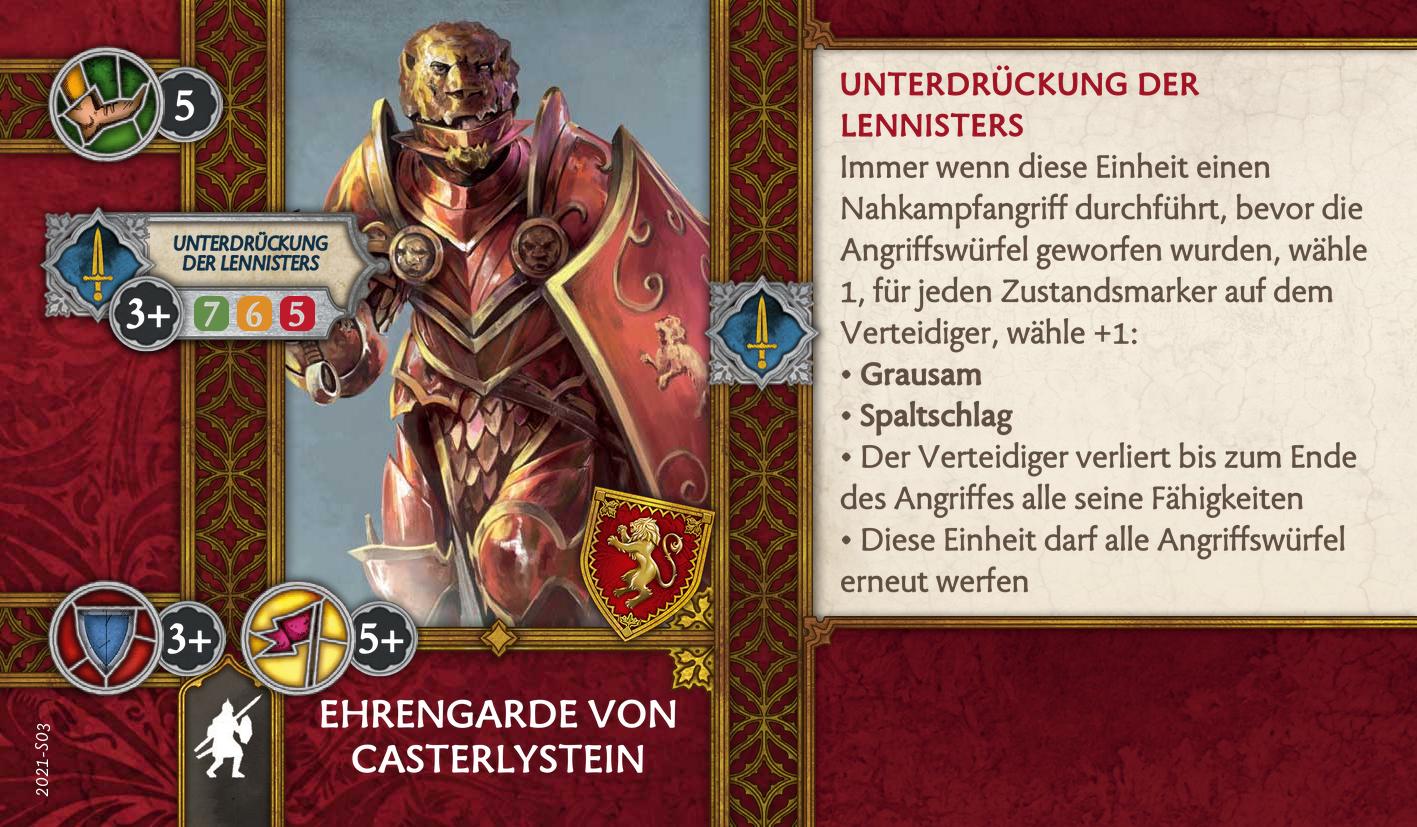 5
UNTERDRÜCKUNG
DER LENNISTERS
3+ 7 6 5
3+ 5+
EHRENGARDE VON
CASTERLYSTEIN
2021-S03
UNTERDRÜCKUNG DER
LENNISTERS
Immer wenn diese Einheit einen
Nahkampfangriff durchführt, bevor die
Angriffswürfel geworfen wurden, wähle
1, für jeden Zustandsmarker auf dem
Verteidiger, wähle +1:
• Grausam
• Spaltschlag
• Der Verteidiger verliert bis zum Ende
des Angriffes alle seine Fähigkeiten
• Diese Einheit darf alle Angriffswürfel
erneut werfen